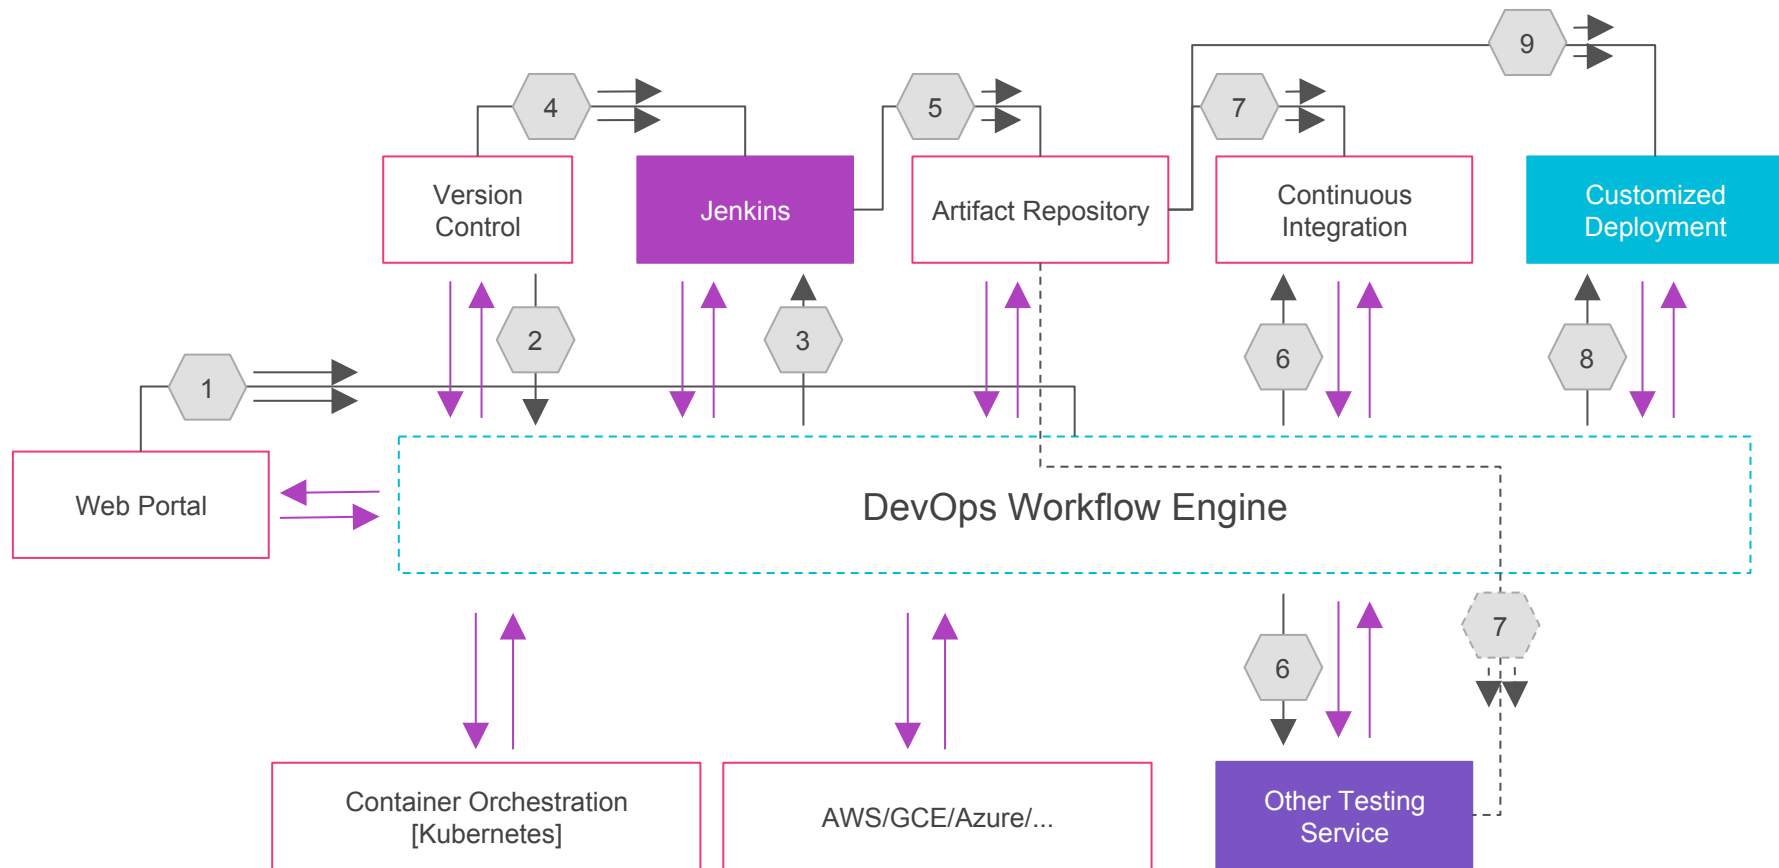 9
4
5
7
Version
Control
Jenkins
Artifact Repository
Continuous
Integration
Customized
Deployment
2
3
6
8
1
Web Portal
DevOps Workflow Engine
6
7
Container Orchestration
[Kubernetes]
AWS/GCE/Azure/...
Other Testing
Service